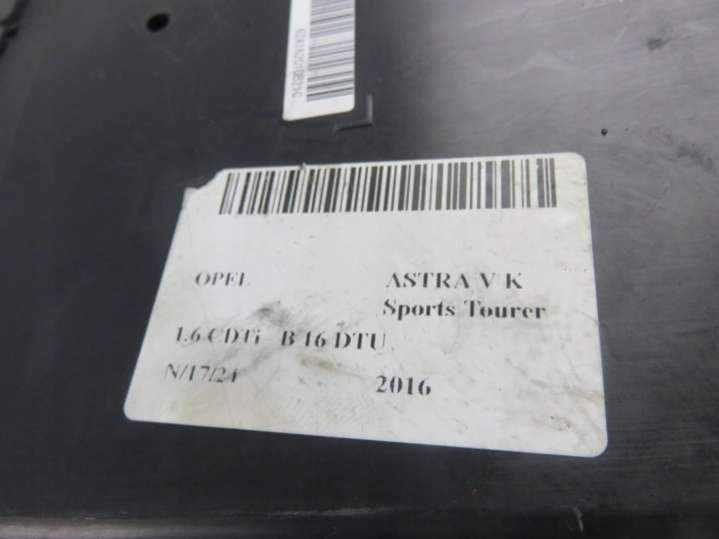 OPEL ASTRA V K
Sports Tourer
1.6 CDTi B 16 DTU
N/17/24 2016